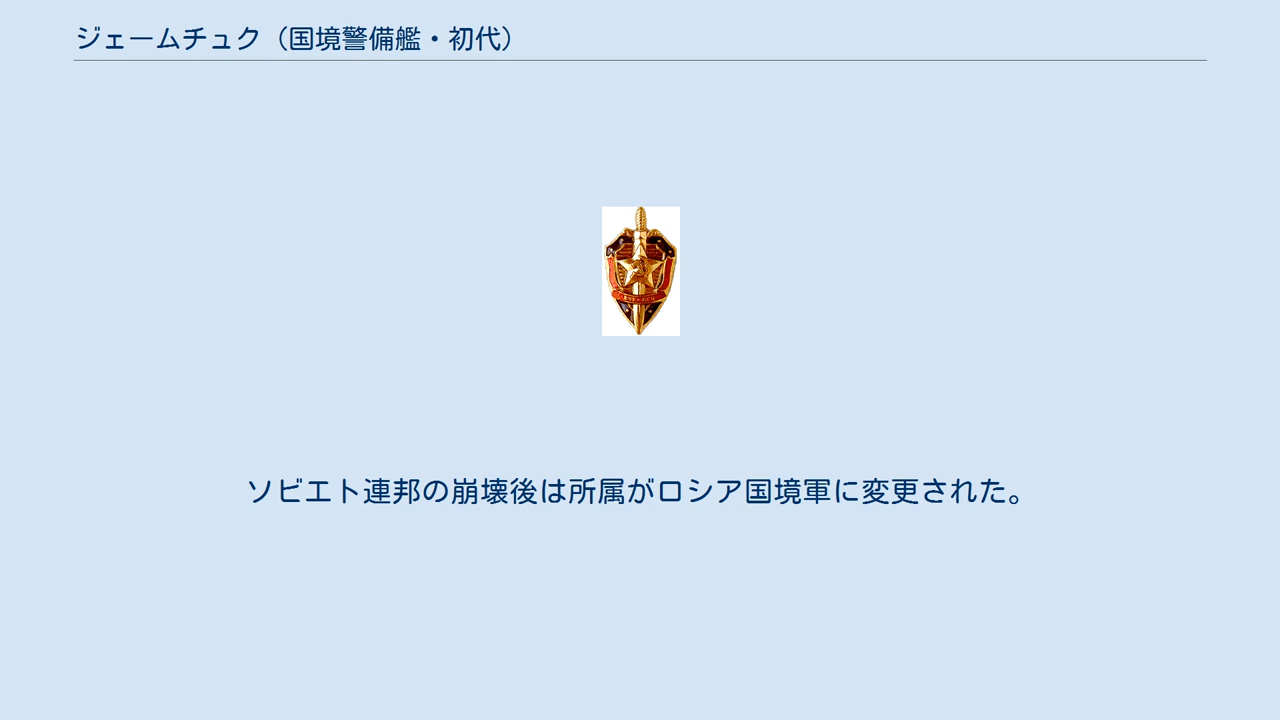 ジェームチュク（国境警備艦・初代）
ソビエト連邦の崩壊後は所属がロシア国境軍に変更された。